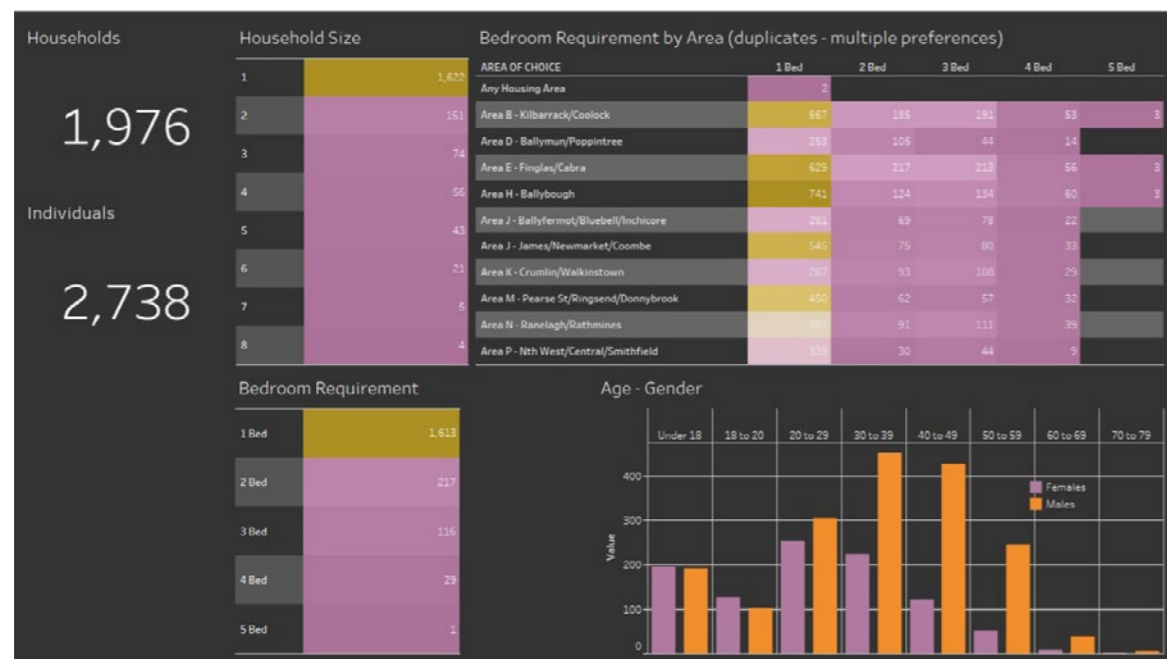 Households
1,976
Individuals
2,738
Household Size
1 1,622
2 151
3 74
4 56
5 43
6 21
7 5
8 4
Bedroom Requirement by Area (duplicates - multiple preferences)
AREA OF CHOICE 1 Bed 2 Bed 3 Bed 4 Bed 5 Bed
Any Housing Area 2
Area B - Kilbarrack/Coolock 567 185 191 53 3
Area D - Ballymun/Poppintree 253 105 44 14
Area E - Finglas/Cabra 629 217 213 56 3
Area H - Ballybough 741 124 134 60 3
Area J - Ballyfermot/Bluebell/Inchicore 281 69 78 22
Area J - James/Newmarket/Coombe 545 75 80 33
Area K - Crumlin/Walkinstown 287 93 108 29
Area M - Pearse St/Ringsend/Donnybrook 450 62 57 32
Area N - Ranelagh/Rathmines 91 111 39
Area P - Nth West/Central/Smithfield 30 44 9
Bedroom Requirement
1 Bed 1,613
2 Bed 217
3 Bed 116
4 Bed 29
5 Bed 1
Age - Gender
Under 18 18 to 20 20 to 29 30 to 39 40 to 49 50 to 59 60 to 69 70 to 79
400
300
200
100
0
Value
Females
Males